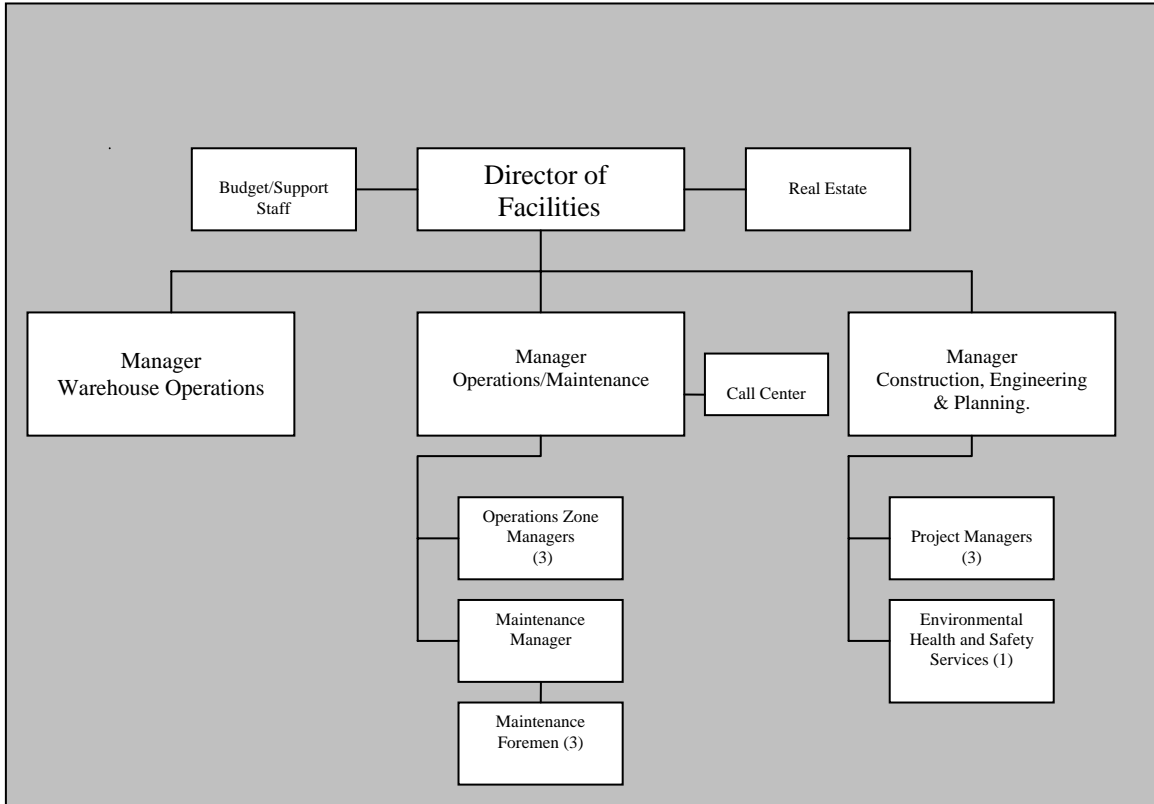 Budget/Support
Staff
Director of
Facilities
Real Estate
Manager
Warehouse Operations
Manager
Operations/Maintenance
Call Center
Manager
Construction, Engineering
& Planning.
Operations Zone
Managers
(3)
Project Managers
(3)
Maintenance
Manager
Environmental
Health and Safety
Services (1)
Maintenance
Foremen (3)